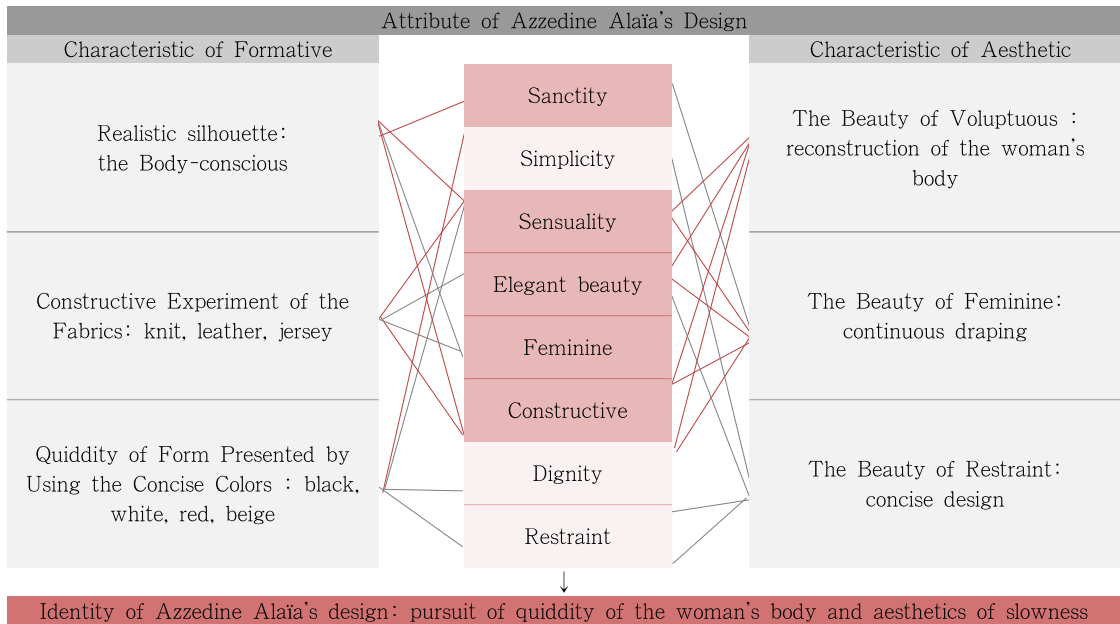 Attribute of Azzedine Alaïa's Design
Characteristic of Formative
Characteristic of Aesthetic
Realistic silhouette:
the Body-conscious
Constructive Experiment of the
Fabrics: knit, leather, jersey
Quiddity of Form Presented by
Using the Concise Colors : black,
white, red, beige
Sanctity
Simplicity
Sensuality
Elegant beauty
Feminine
Constructive
Dignity
Restraint
The Beauty of Voluptuous :
reconstruction of the woman's
body
The Beauty of Feminine:
continuous draping
The Beauty of Restraint:
concise design
Identity of Azzedine Alaïa's design: pursuit of quiddity of the woman's body and aesthetics of slowness